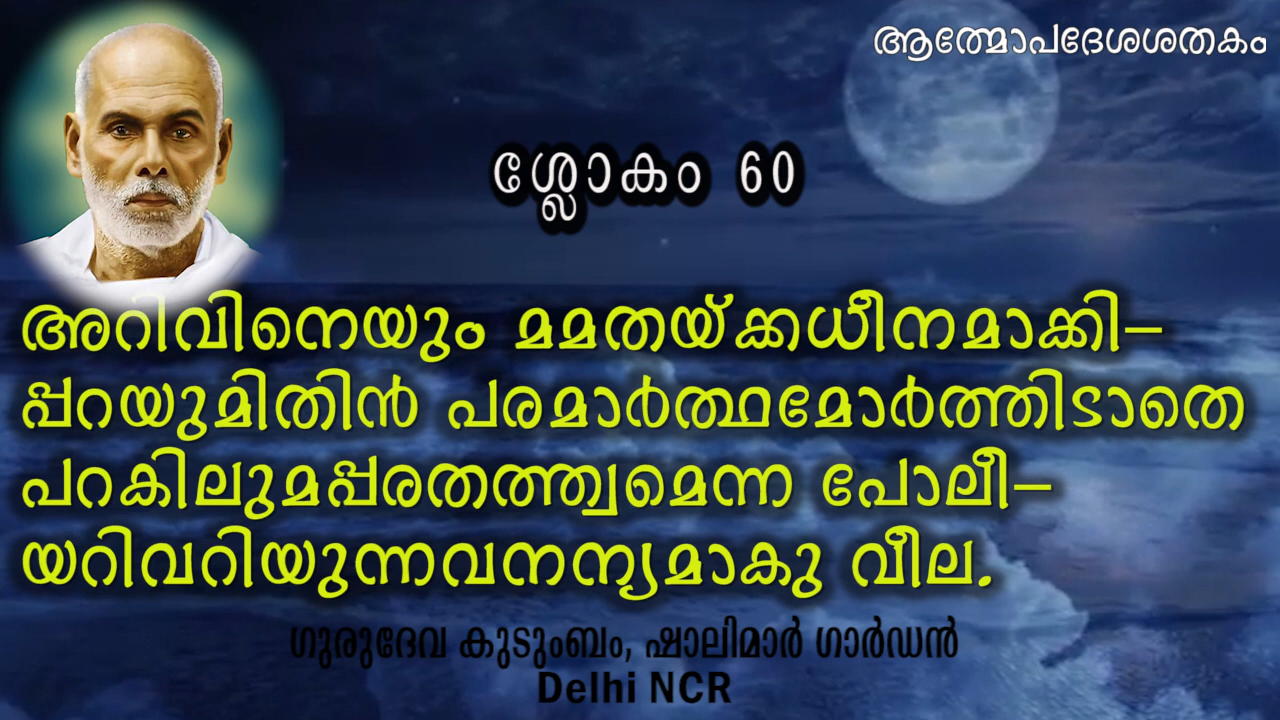 ആത്മോപദേശശതകം
ശ്ലോകം 60
അറിവിനെയും മമതയ്ക്കധീനമാക്കി–
പ്പറയുമിതിൻ പരമാർത്ഥമോർത്തിടാതെ
പറകിലുമപ്പരതത്ത്വമെന്ന പോലീ–
യറിവറിയുന്നവനന്യമാകു വീല.
ഗുരുദേവ കുടുംബം, ഷാലിമാർ ഗാർഡൻ
Delhi NCR